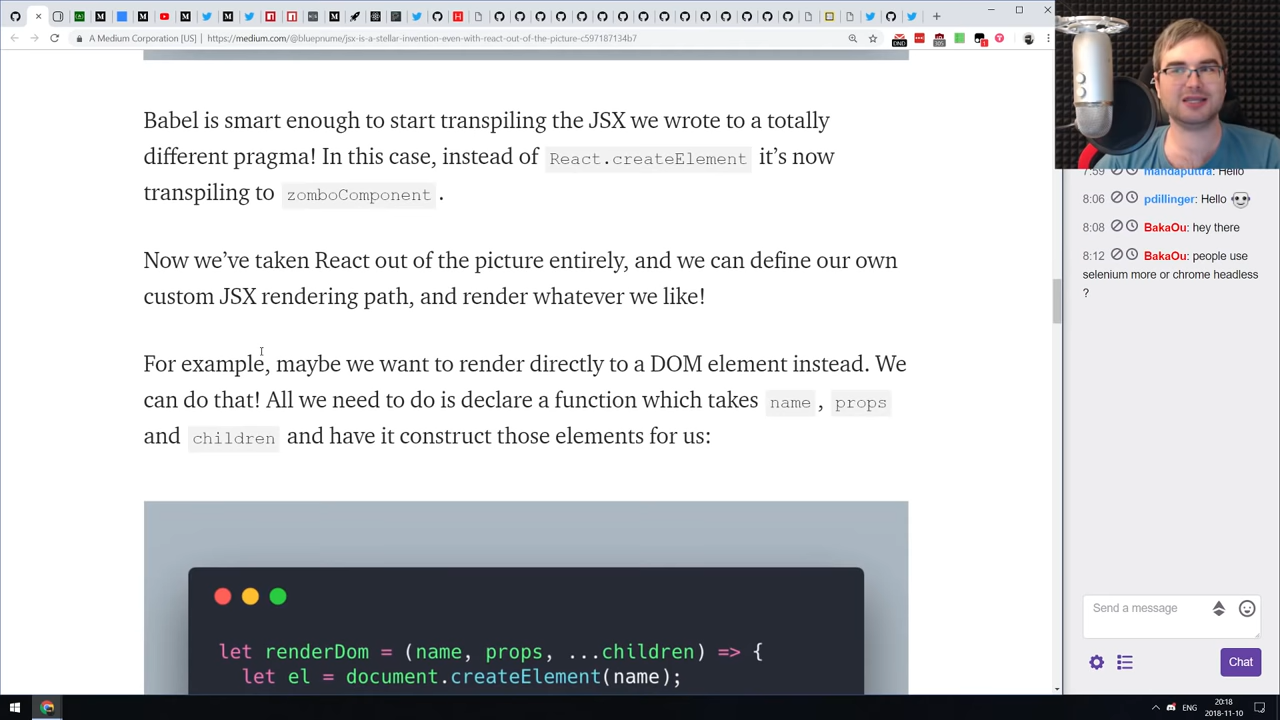 A Medium Corporation [US] | https://medium.com/@bluepnume/jsx-is-a-stellar-invention-even-with-react-out-of-the-picture-c597187134b7
DND
105
1
Babel is smart enough to start transpiling the JSX we wrote to a totally
different pragma! In this case, instead of React.createElement it’s now
transpiling to zomboComponent.
Now we’ve taken React out of the picture entirely, and we can define our own
custom JSX rendering path, and render whatever we like!
For example, maybe we want to render directly to a DOM element instead. We
can do that! All we need to do is declare a function which takes name, props
and children and have it construct those elements for us:
let renderDom = (name, props, ...children) => {
let el = document.createElement(name);
7:59 mandaputtra: Hello
8:06 pdillinger: Hello
8:08 BakaOu: hey there
8:12 BakaOu: people use
selenium more or chrome headless
?
Send a message
Chat
ENG
20:18
2018-11-10